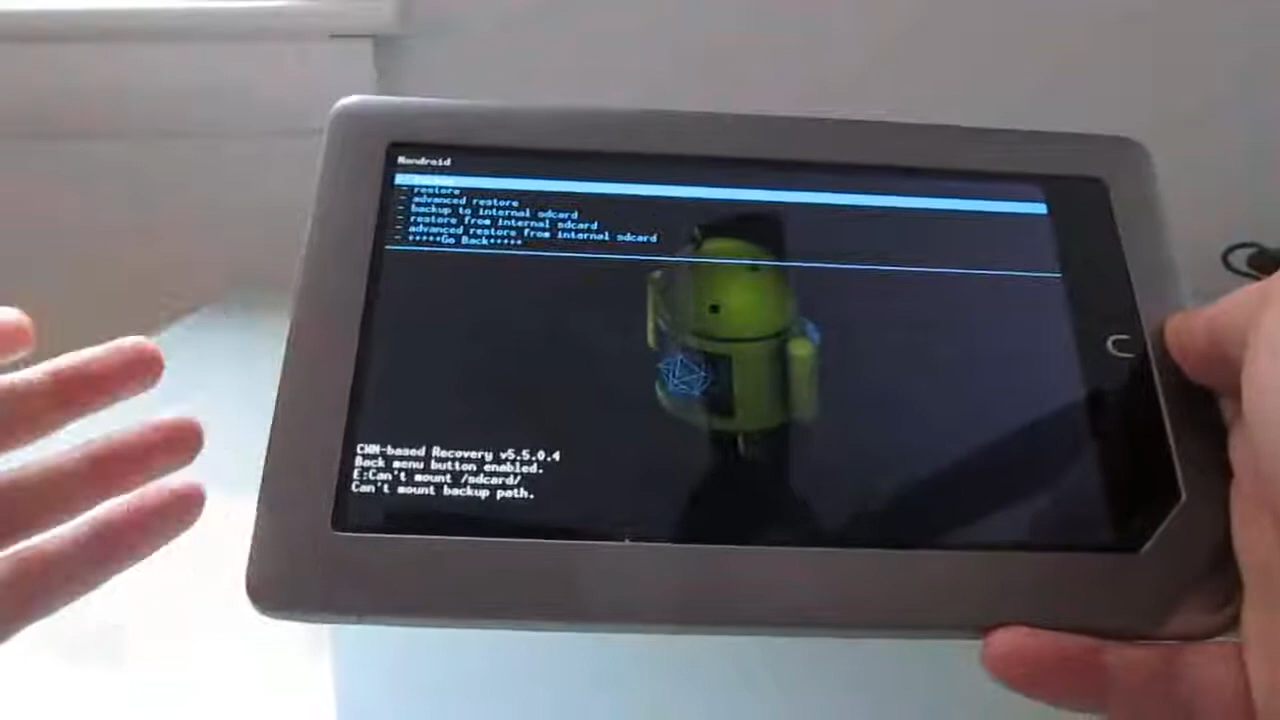 Nandroid
- backup
- restore
- advanced restore
- backup to internal sdcard
- restore from internal sdcard
- advanced restore from internal sdcard
- +++++Go Back+++++
CWM-based Recovery v5.5.0.4
Back menu button enabled.
E:Can't mount /sdcard/
Can't mount backup path.